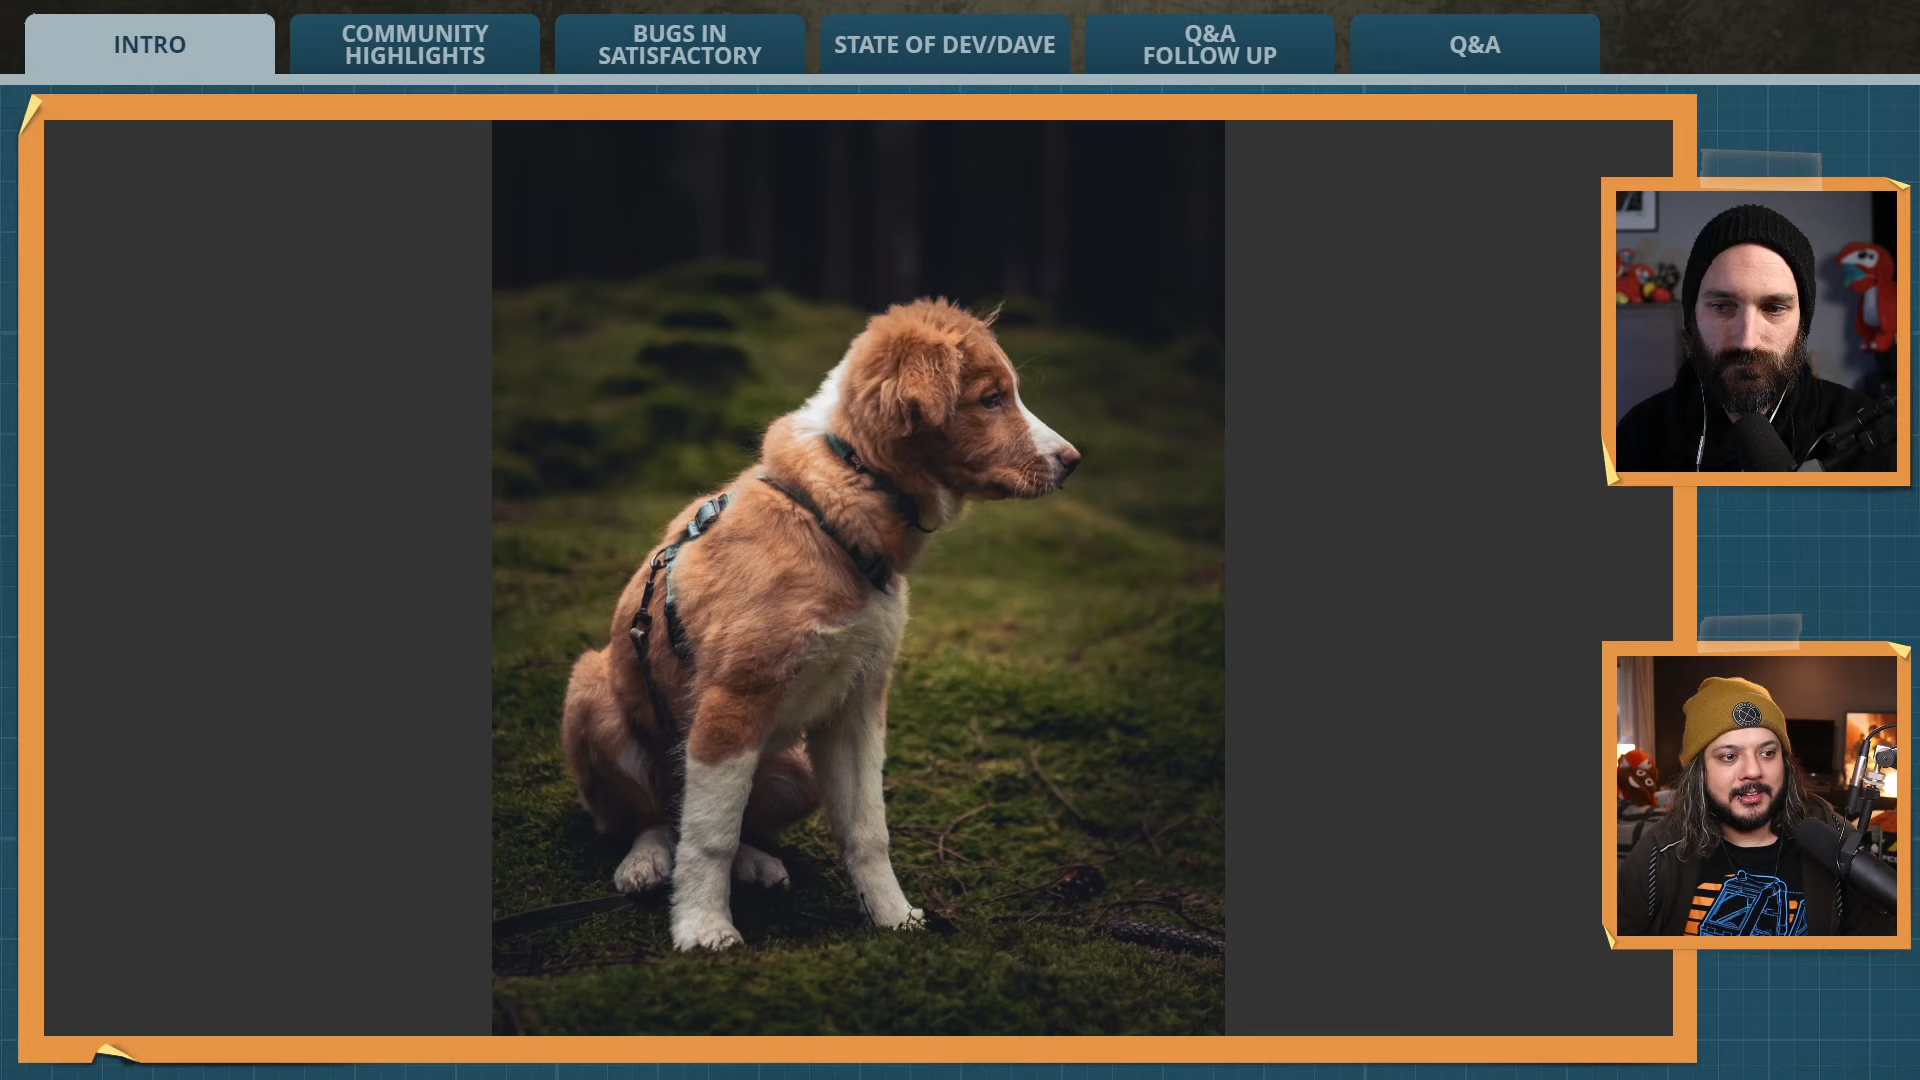 INTRO
COMMUNITY
HIGHLIGHTS
BUGS IN
SATISFACTORY
STATE OF DEV/DAVE
Q&A
FOLLOW UP
Q&A